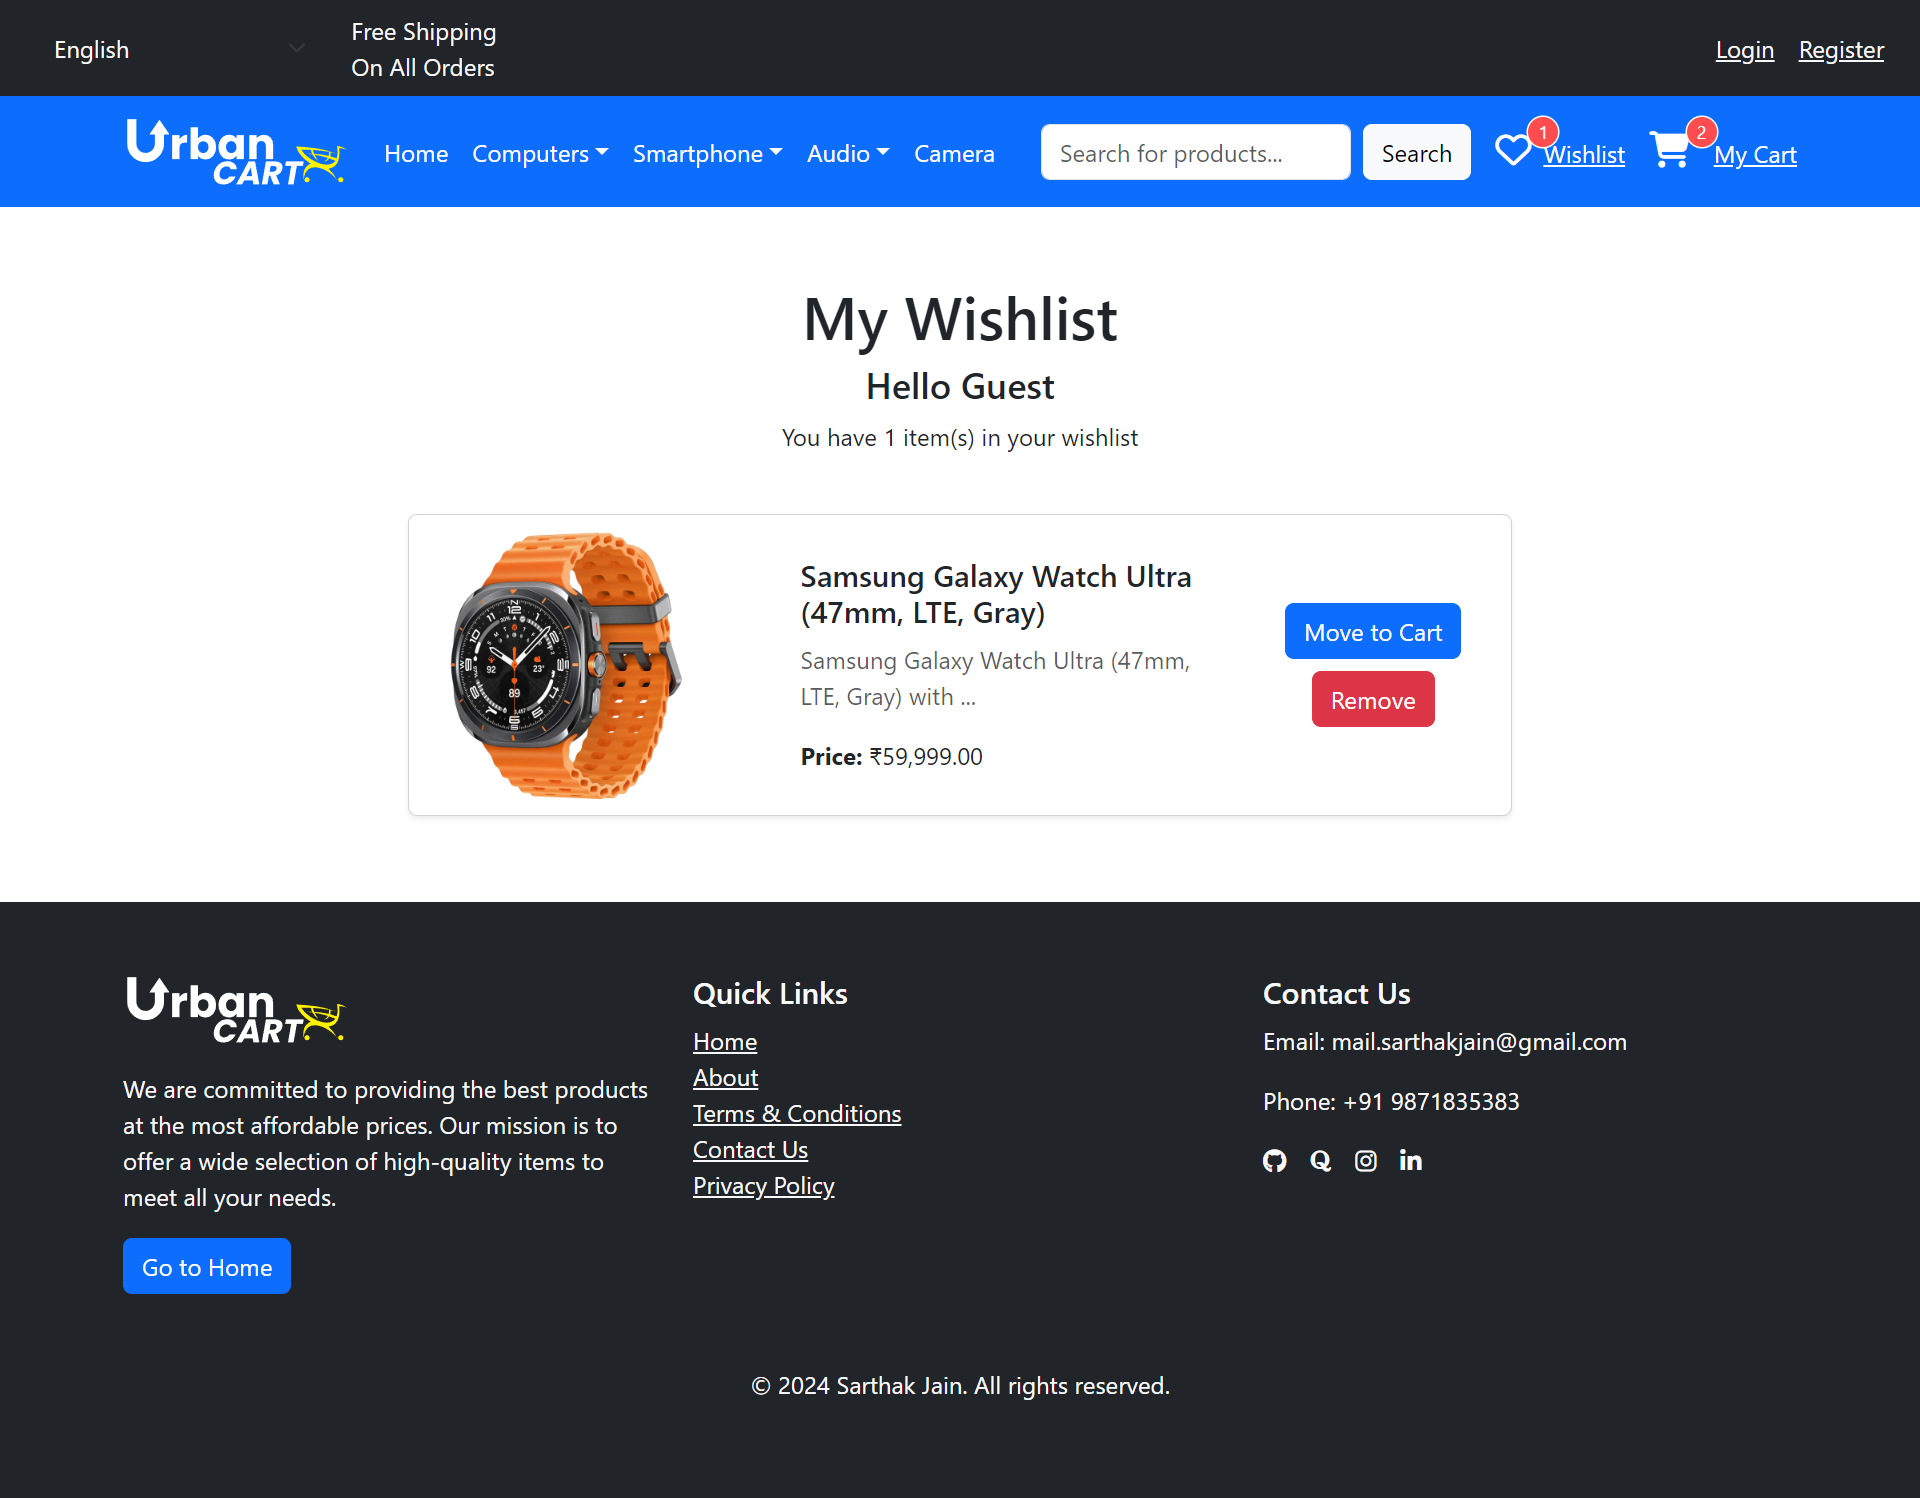 English
Free Shipping
On All Orders
Login Register
Urban
CART
Home Computers Smartphone Audio Camera
Search for products...
Search
1
Wishlist
2
My Cart
My Wishlist
Hello Guest
You have 1 item(s) in your wishlist
Samsung Galaxy Watch Ultra
(47mm, LTE, Gray)
Samsung Galaxy Watch Ultra (47mm,
LTE, Gray) with ...
Price: ₹59,999.00
Move to Cart
Remove
Urban
CART
We are committed to providing the best products
at the most affordable prices. Our mission is to
offer a wide selection of high-quality items to
meet all your needs.
Go to Home
Quick Links
Home
About
Terms & Conditions
Contact Us
Privacy Policy
Contact Us
Email: mail.sarthakjain@gmail.com
Phone: +91 9871835383
© 2024 Sarthak Jain. All rights reserved.